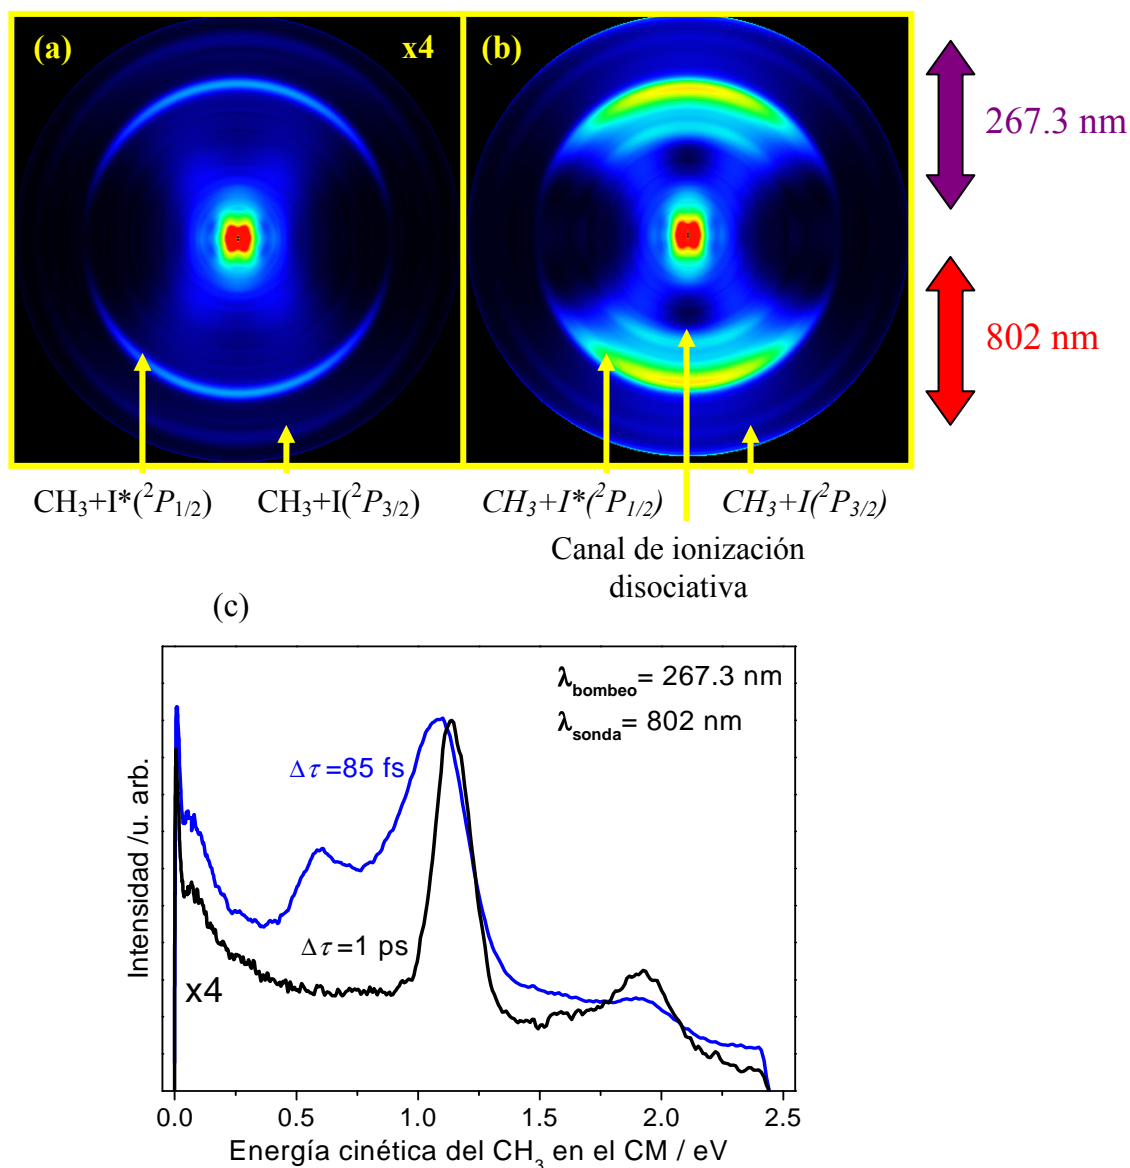 (a)
x4
(b)
267.3 nm
802 nm
CH₃+I*(²P₁/₂)
CH₃+I(²P₃/₂)
CH₃+I*(²P₁/₂)
CH₃+I(²P₃/₂)
Canal de ionización
disociativa
(c)
λbombeo= 267.3 nm
λsonda= 802 nm
Δτ=85 fs
Δτ=1 ps
x4
Intensidad /u. arb.
0.0
0.5
1.0
1.5
2.0
2.5
Energía cinética del CH₃ en el CM / eV